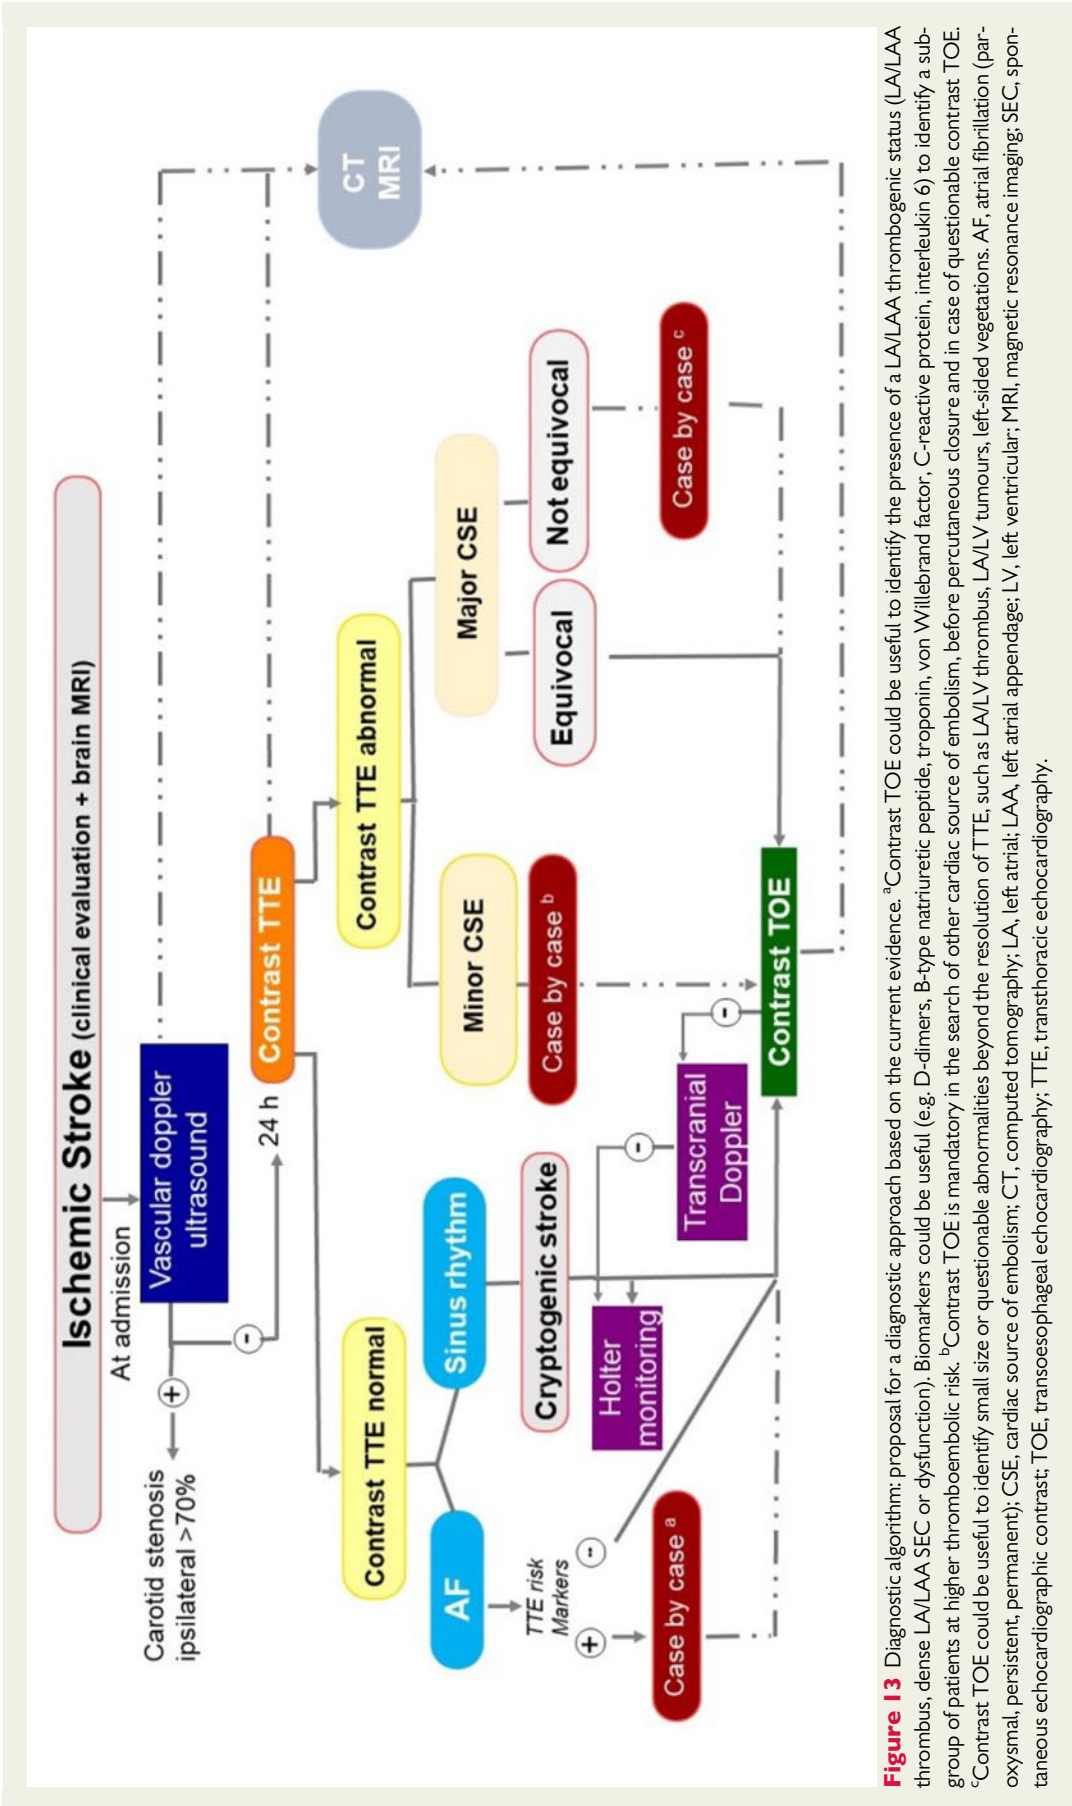 Ischemic Stroke (clinical evaluation + brain MRI)
At admission
Vascular doppler
ultrasound
+
Carotid stenosis
ipsilateral >70%
-
24 h
Contrast TTE
CT
MRI
Contrast TTE normal
Contrast TTE abnormal
AF
Sinus rhythm
Minor CSE
Major CSE
TTE risk
Markers
+
-
Cryptogenic stroke
Case by case b
Equivocal
Not equivocal
Holter
monitoring
-
Transcranial
Doppler
-
Case by case a
Case by case c
Contrast TOE
Figure 13 Diagnostic algorithm: proposal for a diagnostic approach based on the current evidence. aContrast TOE could be useful to identify the presence of a LA/LAA thrombogenic status (LA/LAA
thrombus, dense LA/LAA SEC or dysfunction). Biomarkers could be useful (e.g. D-dimers, B-type natriuretic peptide, troponin, von Willebrand factor, C-reactive protein, interleukin 6) to identify a sub-
group of patients at higher thromboembolic risk. bContrast TOE is mandatory in the search of other cardiac source of embolism, before percutaneous closure and in case of questionable contrast TOE.
cContrast TOE could be useful to identify small size or questionable abnormalities beyond the resolution of TTE, such as LA/LV thrombus, LA/LV tumours, left-sided vegetations. AF, atrial fibrillation (par-
oxysmal, persistent, permanent); CSE, cardiac source of embolism; CT, computed tomography; LA, left atrial; LAA, left atrial appendage; LV, left ventricular; MRI, magnetic resonance imaging; SEC, spon-
taneous echocardiographic contrast; TOE, transoesophageal echocardiography; TTE, transthoracic echocardiography.